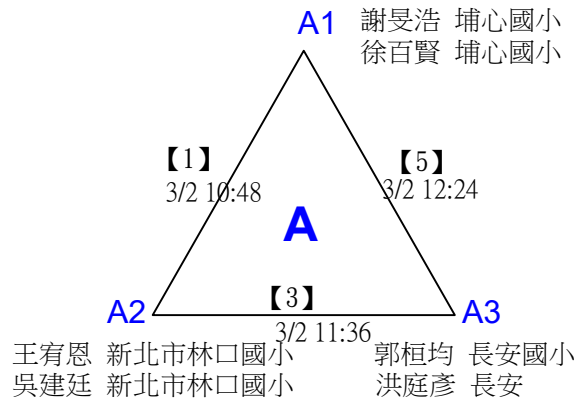 A1 謝旻浩 埔心國小
徐百賢 埔心國小
【1】
3/2 10:48
【5】
3/2 12:24
A
【3】
3/2 11:36
A2
A3
王宥恩 新北市林口國小
吳建廷 新北市林口國小
郭桓均 長安國小
洪庭彥 長安